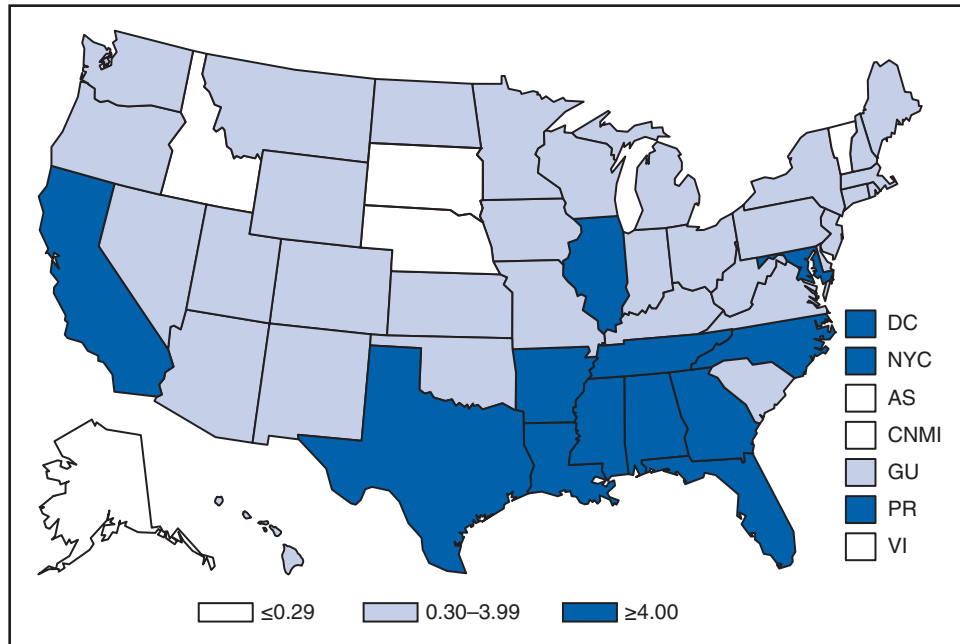 DC
NYC
AS
CNMI
GU
PR
VI
≤0.29 0.30–3.99 ≥4.00